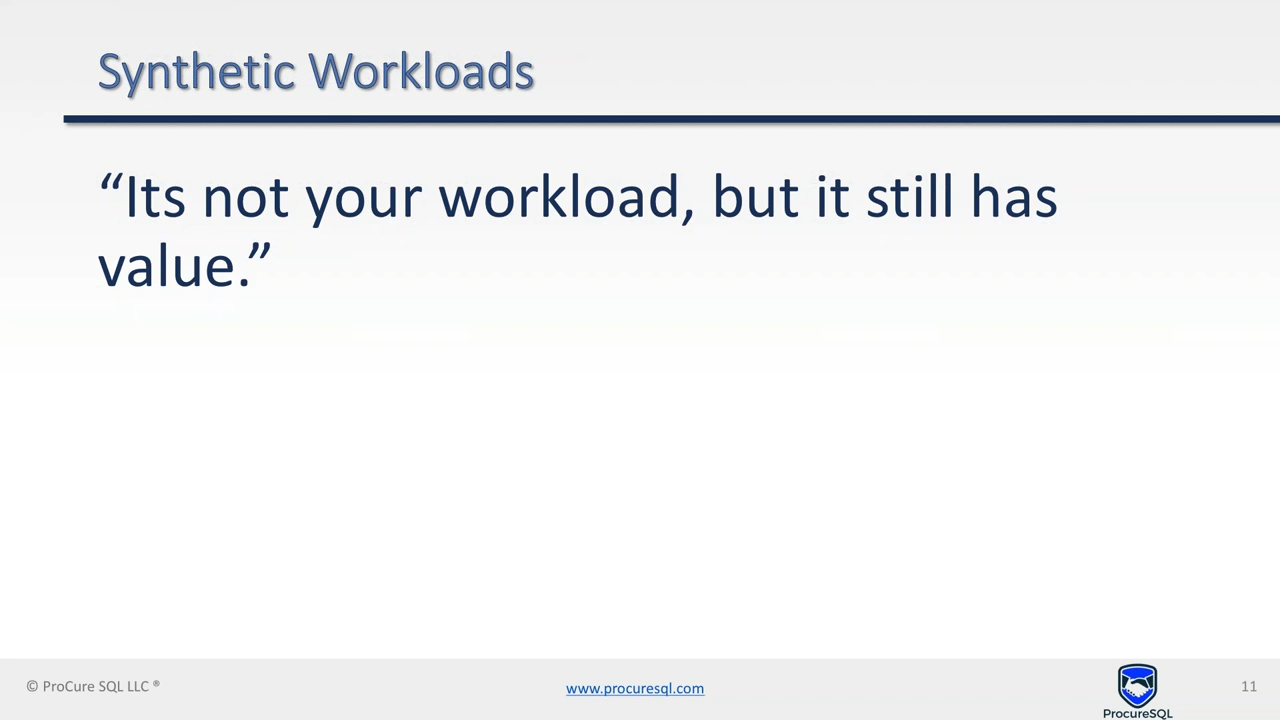 Synthetic Workloads
“Its not your workload, but it still has
value.”
© ProCure SQL LLC ®
www.procuresql.com
ProcureSQL
11